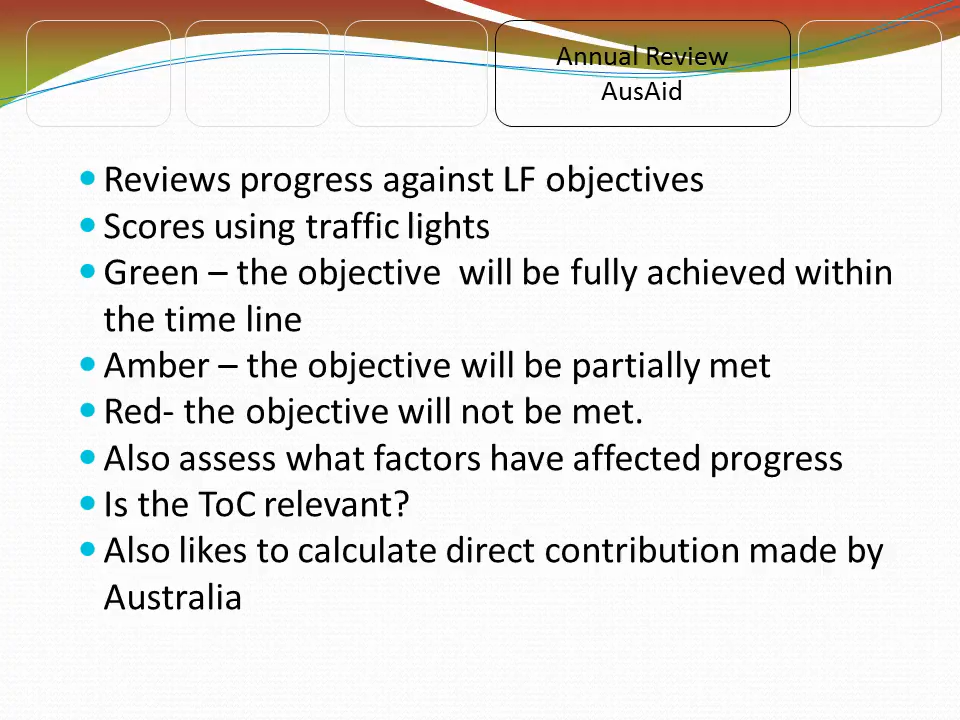 Annual Review
AusAid
Reviews progress against LF objectives
Scores using traffic lights
Green – the objective  will be fully achieved within
the time line
Amber – the objective will be partially met
Red- the objective will not be met.
Also assess what factors have affected progress
Is the ToC relevant?
Also likes to calculate direct contribution made by
Australia